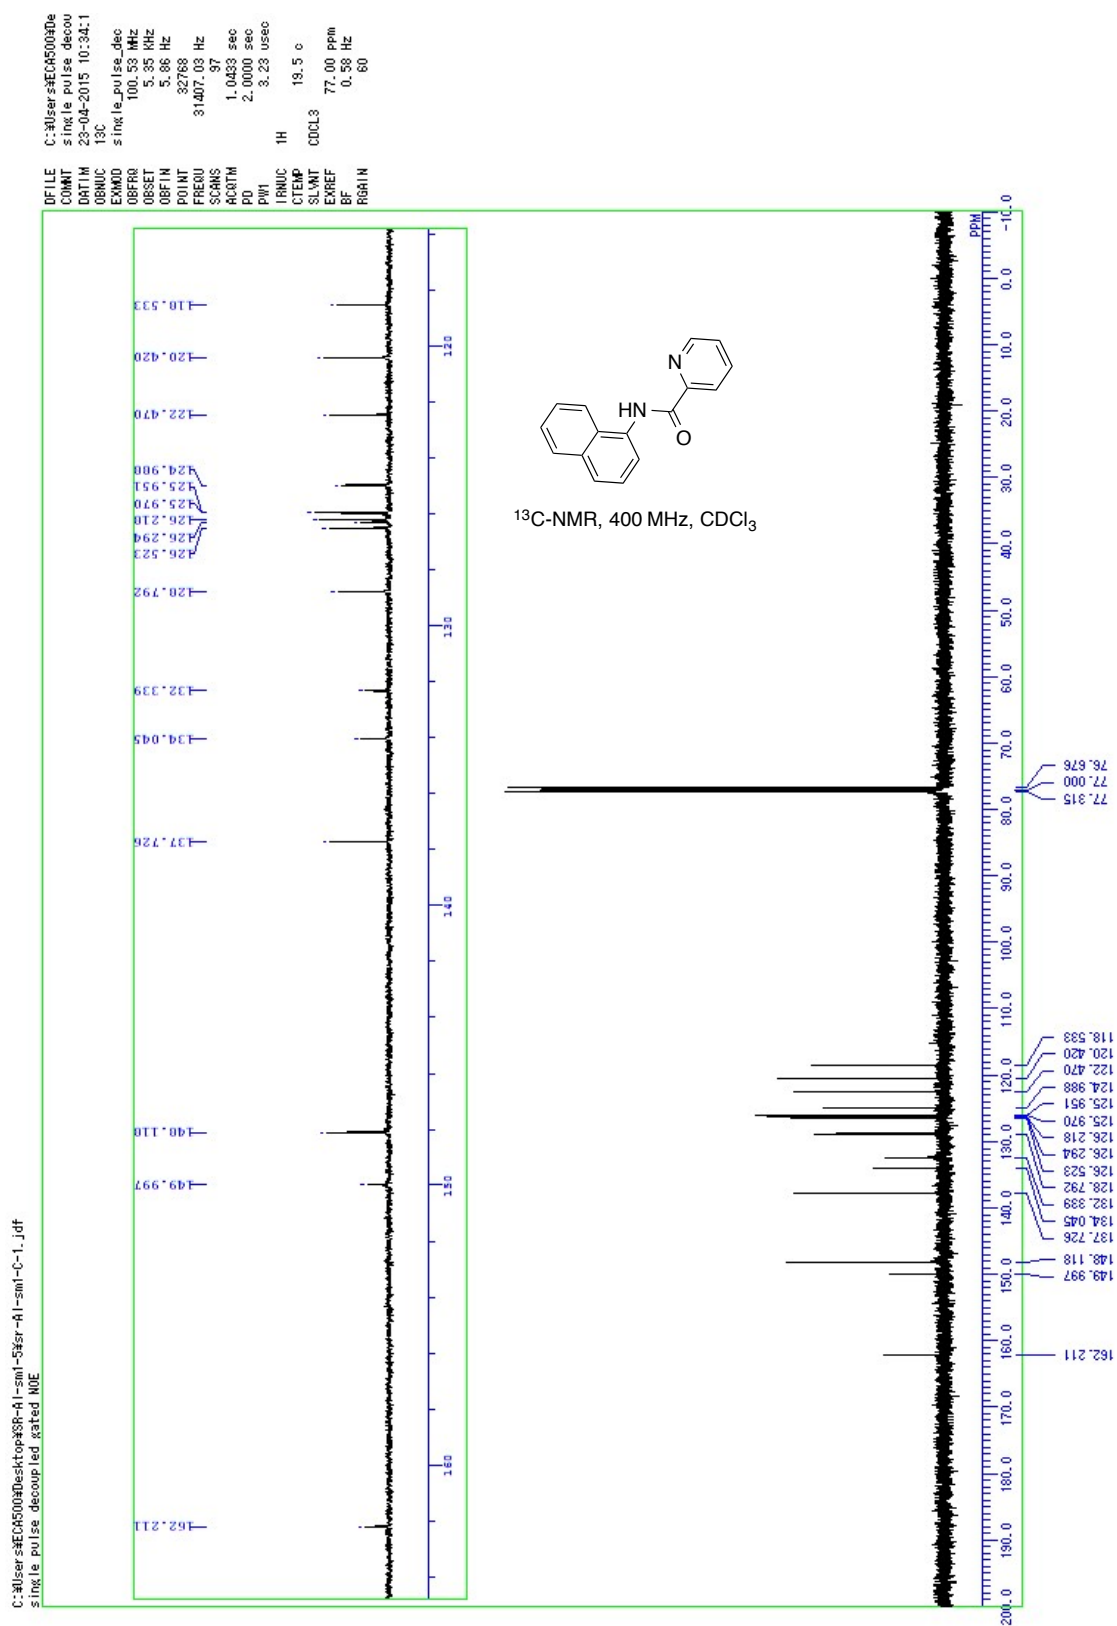 C:¥Users¥ECA500¥Desktop¥SR-AI-sm1-5¥sr-AI-sm1-C-1.jdf
single pulse decoupled gated NOE
DFILE C:¥Users¥ECA500¥De
COMNT single pulse decou
DATIM 23-04-2015 10:34:1
OBNUC 13C
EXMOD single_pulse_dec
OBFRQ 100.53 MHz
OBSET 5.35 KHz
OBFIN 5.86 Hz
POINT 32768
FREQU 31407.03 Hz
SCANS 97
ACQTM 1.0433 sec
PD 2.0000 sec
PW1 3.23 usec
IRNUC 1H
CTEMP 19.5 c
SLVNT CDCL3
EXREF 77.00 ppm
BF 0.58 Hz
RGAIN 60
162.211
149.997
148.118
137.726
134.045
132.339
128.792
126.523
126.294
126.218
125.970
125.951
124.988
122.470
120.420
118.533
160 150 140 130 120
HN
N
O
13C-NMR, 400 MHz, CDCl3
PPM
200.0 190.0 180.0 170.0 160.0 150.0 140.0 130.0 120.0 110.0 100.0 90.0 80.0 70.0 60.0 50.0 40.0 30.0 20.0 10.0 0.0 -10.0
162.211
149.997
148.118
137.726
134.045
132.339
128.792
126.523
126.294
126.218
125.970
125.951
124.988
122.470
120.420
118.533
77.315
77.000
76.676